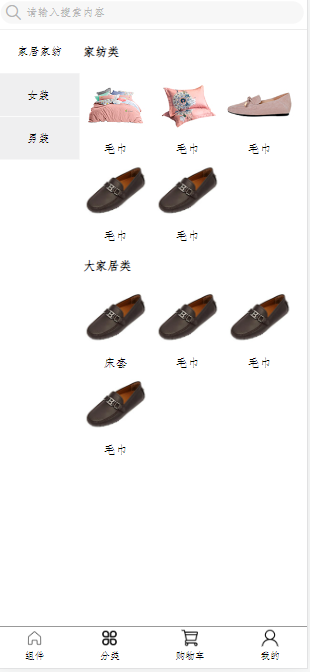 请输入搜索内容
家居家纺
家纺类
女装
毛巾 毛巾 毛巾
男装
毛巾 毛巾
大家居类
床套 毛巾 毛巾
毛巾
组件 分类 购物车 我的